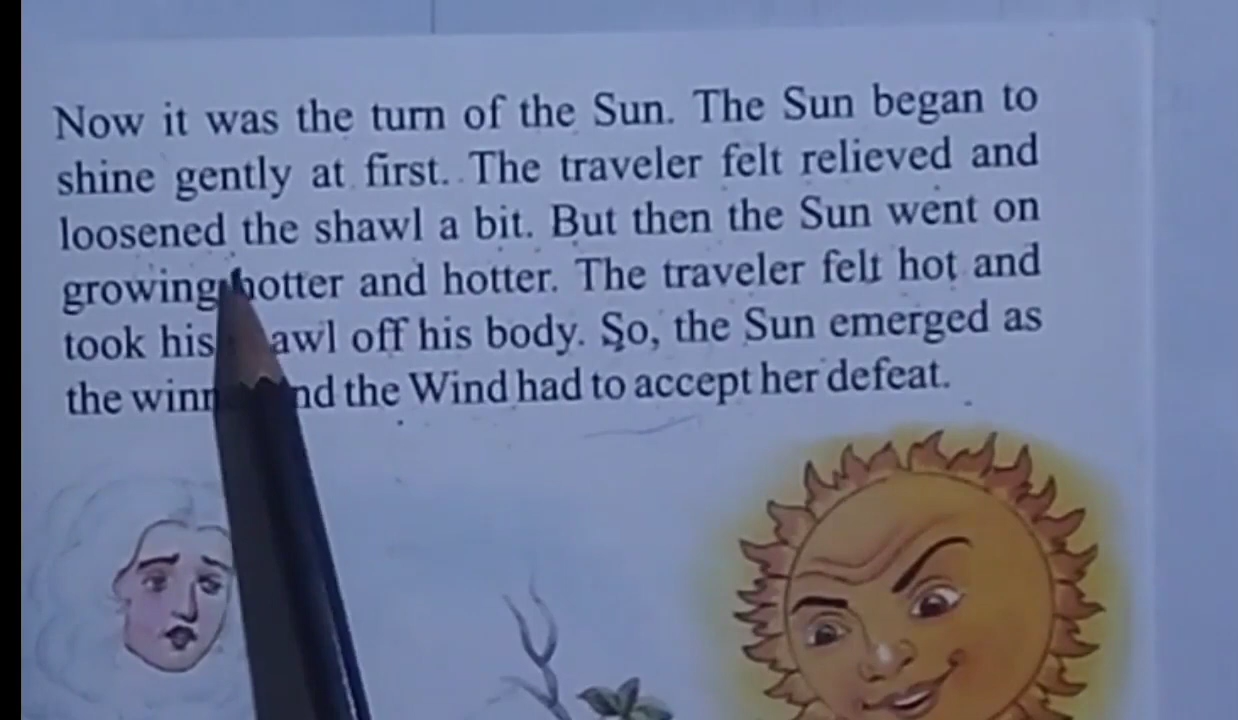 Now it was the turn of the Sun. The Sun began to
shine gently at first. The traveler felt relieved and
loosened the shawl a bit. But then the Sun went on
growing hotter and hotter. The traveler felt hot and
took his awl off his body. So, the Sun emerged as
the winn nd the Wind had to accept her defeat.